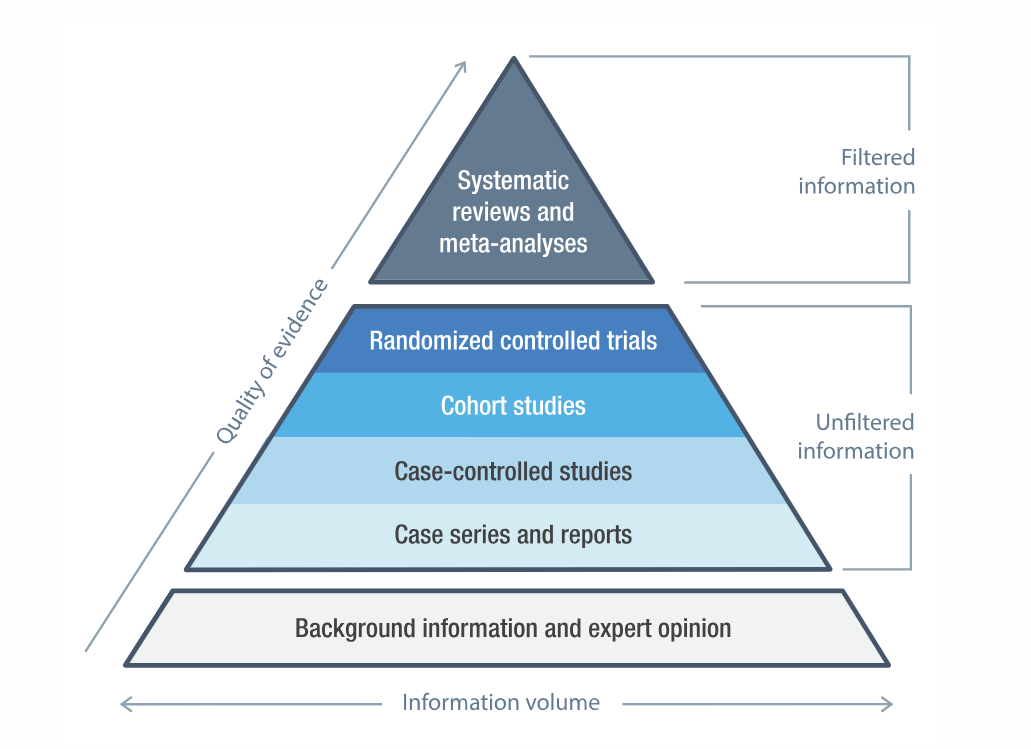 Systematic
reviews and
meta-analyses
Filtered
information
Quality of evidence
Randomized controlled trials
Cohort studies
Case-controlled studies
Case series and reports
Unfiltered
information
Background information and expert opinion
Information volume